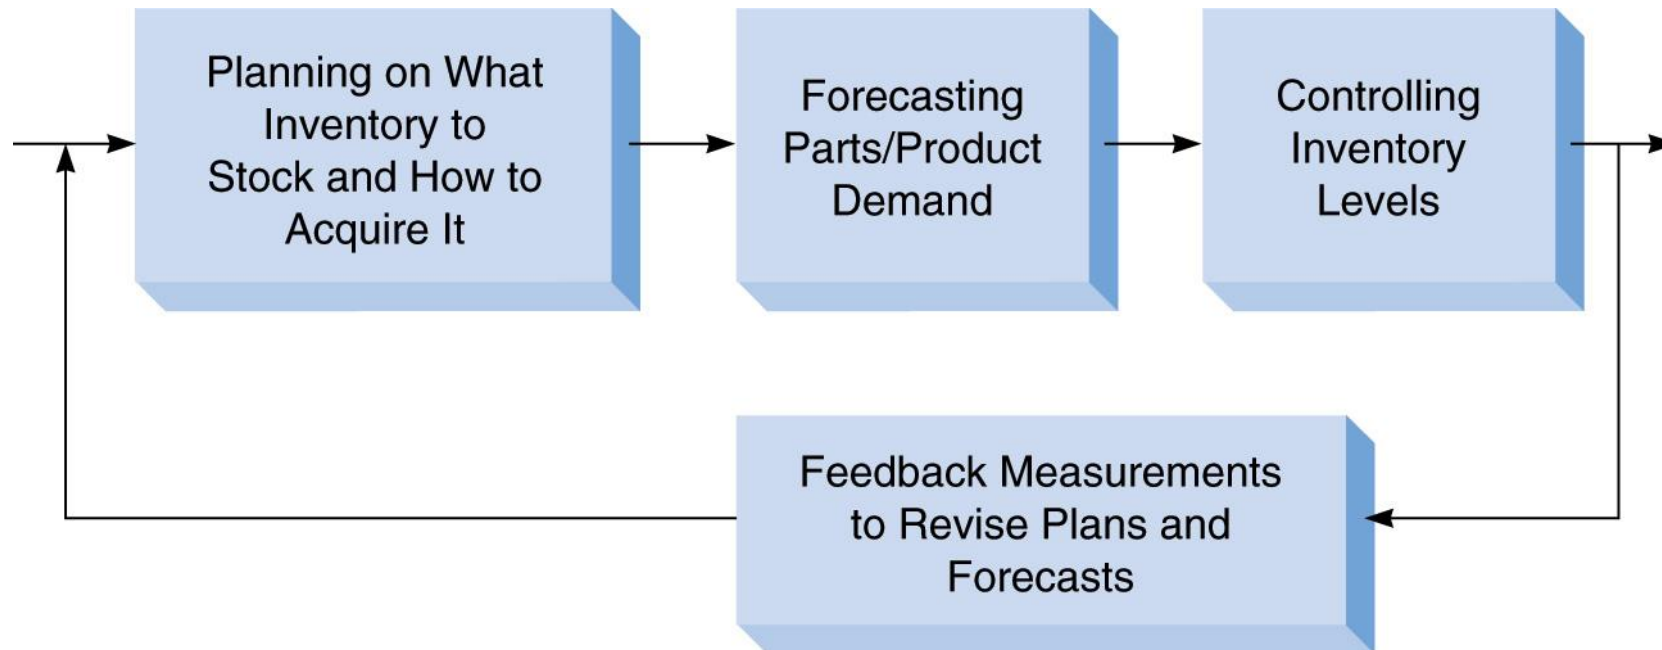 Planning on What
Inventory to
Stock and How to
Acquire It
Forecasting
Parts/Product
Demand
Controlling
Inventory
Levels
Feedback Measurements
to Revise Plans and
Forecasts